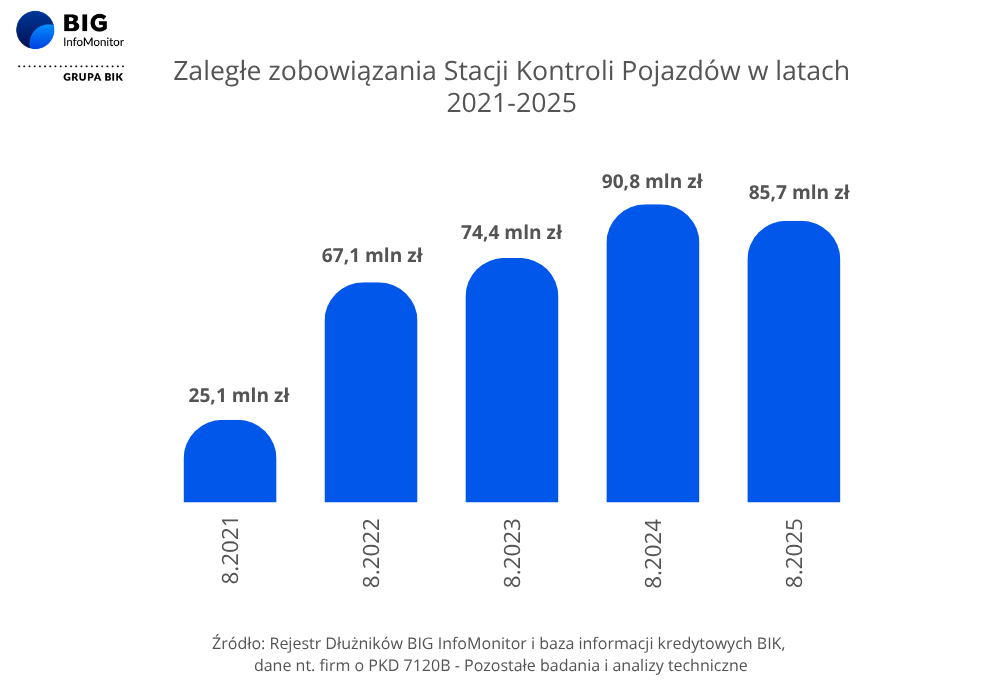 BIG
InfoMonitor
GRUPA BIK
Zaległe zobowiązania Stacji Kontroli Pojazdów w latach
2021-2025
25,1 mln zł
67,1 mln zł
74,4 mln zł
90,8 mln zł
85,7 mln zł
8.2021
8.2022
8.2023
8.2024
8.2025
Źródło: Rejestr Dłużników BIG InfoMonitor i baza informacji kredytowych BIK,
dane nt. firm o PKD 7120B - Pozostałe badania i analizy techniczne